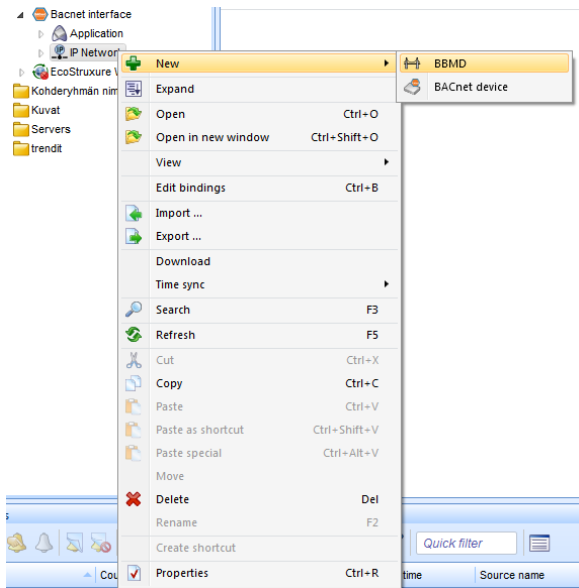 Bacnet interface
Application
IP Network
EcoStruxure
Kohderyhmän nim
Kuvat
Servers
trendit
New
BBMD
BACnet device
Expand
Open Ctrl+O
Open in new window Ctrl+Shift+O
View
Edit bindings Ctrl+B
Import ...
Export ...
Download
Time sync
Search F3
Refresh F5
Cut Ctrl+X
Copy Ctrl+C
Paste Ctrl+V
Paste as shortcut Ctrl+Shift+V
Paste special Ctrl+Alt+V
Move
Delete Del
Rename F2
Create shortcut
Properties Ctrl+R
Quick filter
Cou
time
Source name